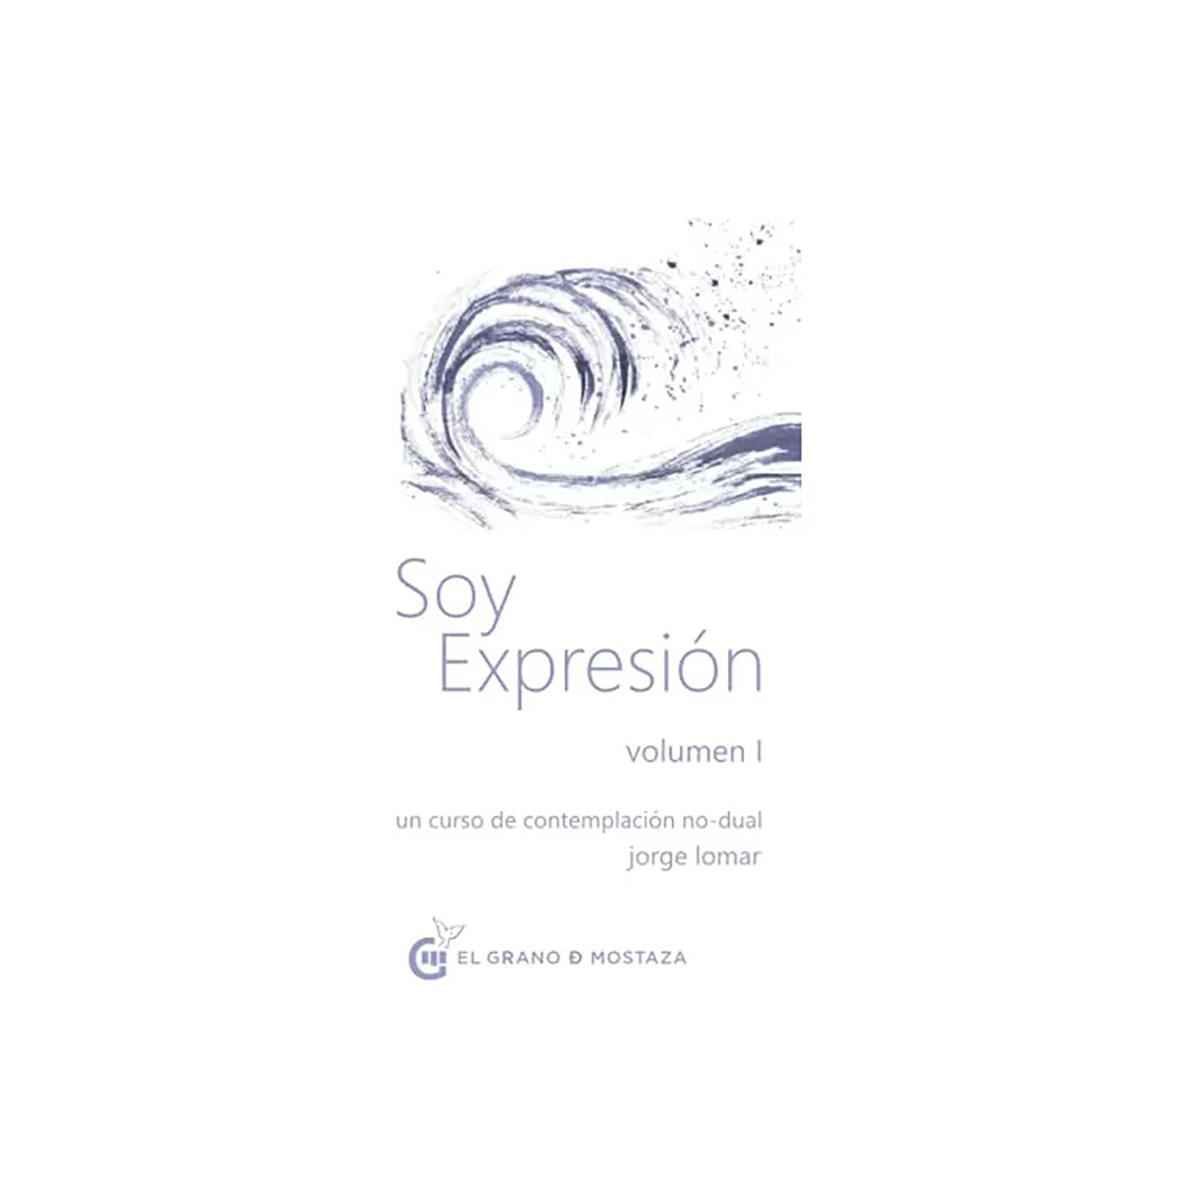 Soy
Expresión
volumen I
un curso de contemplación no-dual
jorge lomar
EL GRANO Đ MOSTAZA